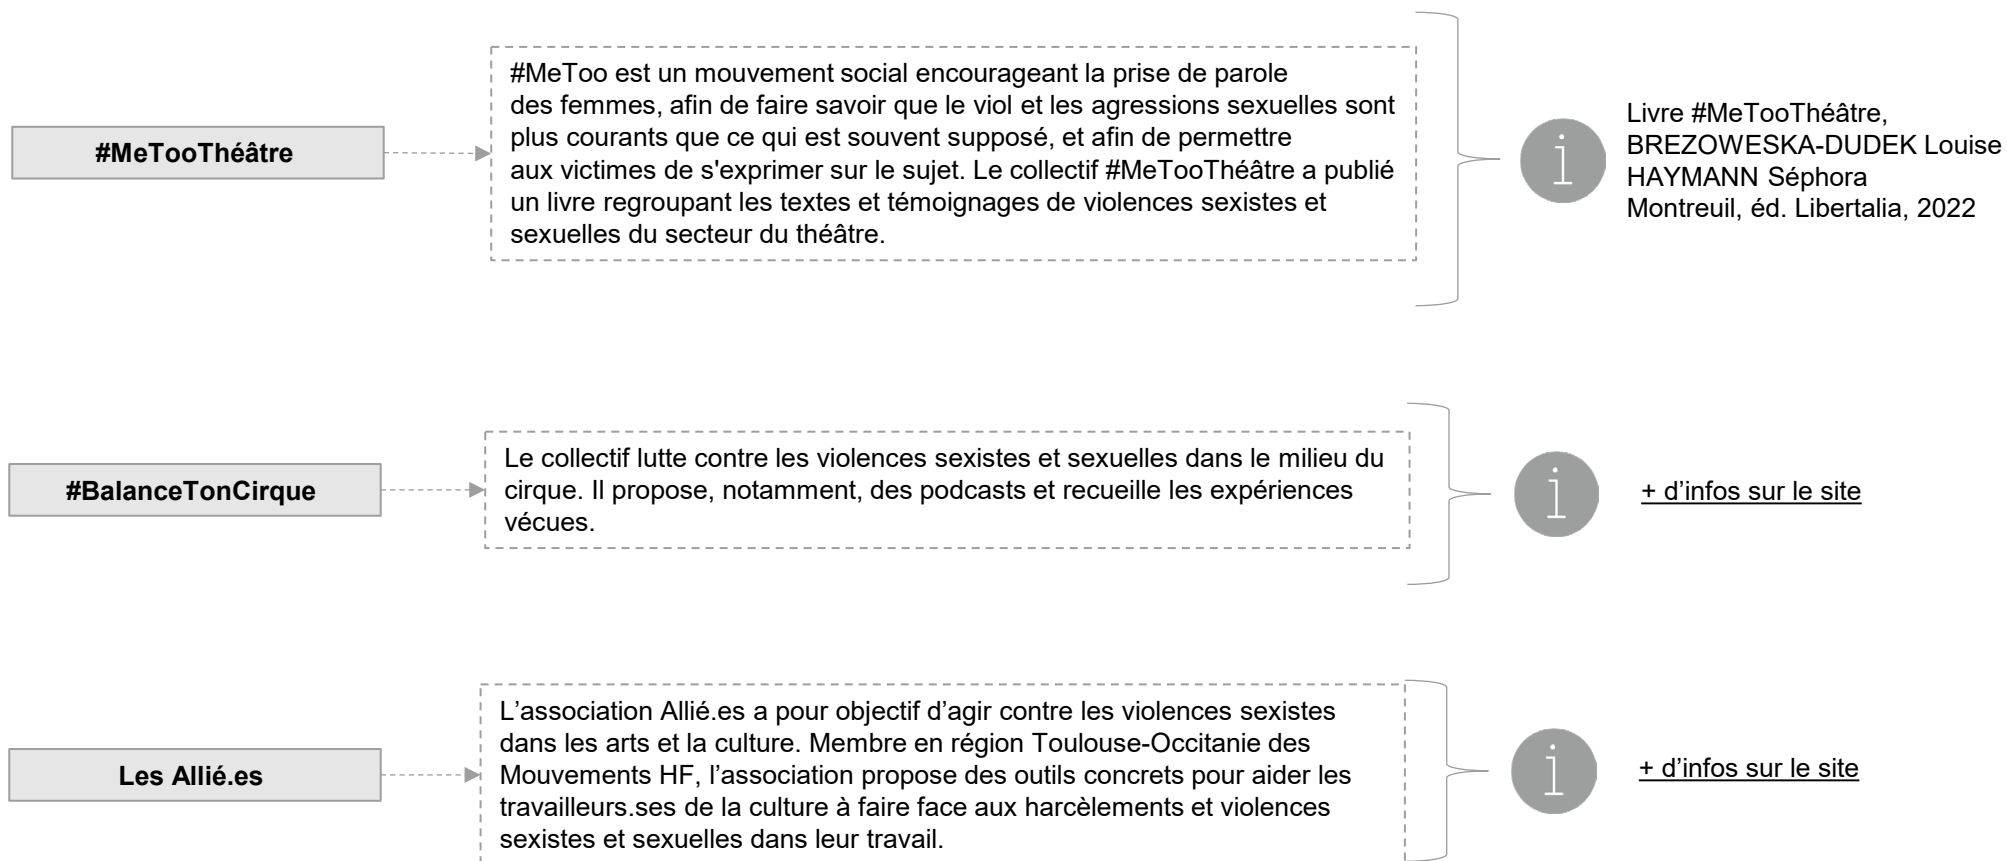 #MeTooThéâtre
#MeToo est un mouvement social encourageant la prise de parole
des femmes, afin de faire savoir que le viol et les agressions sexuelles sont
plus courants que ce qui est souvent supposé, et afin de permettre
aux victimes de s'exprimer sur le sujet. Le collectif #MeTooThéâtre a publié
un livre regroupant les textes et témoignages de violences sexistes et
sexuelles du secteur du théâtre.
i
Livre #MeTooThéâtre,
BREZOWESKA-DUDEK Louise
HAYMANN Séphora
Montreuil, éd. Libertalia, 2022
#BalanceTonCirque
Le collectif lutte contre les violences sexistes et sexuelles dans le milieu du
cirque. Il propose, notamment, des podcasts et recueille les expériences
vécues.
i
+ d’infos sur le site
Les Allié.es
L’association Allié.es a pour objectif d’agir contre les violences sexistes
dans les arts et la culture. Membre en région Toulouse-Occitanie des
Mouvements HF, l’association propose des outils concrets pour aider les
travailleurs.ses de la culture à faire face aux harcèlements et violences
sexistes et sexuelles dans leur travail.
i
+ d’infos sur le site